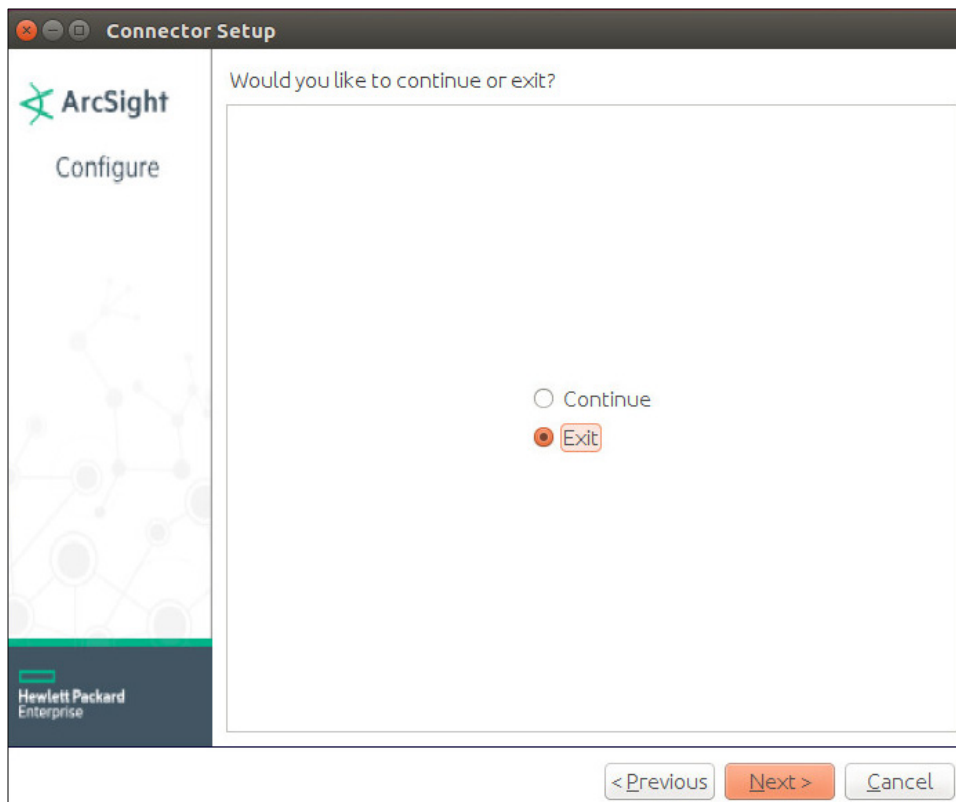 Connector Setup
ArcSight
Configure
Would you like to continue or exit?
Continue
Exit
Hewlett Packard
Enterprise
< Previous
Next >
Cancel